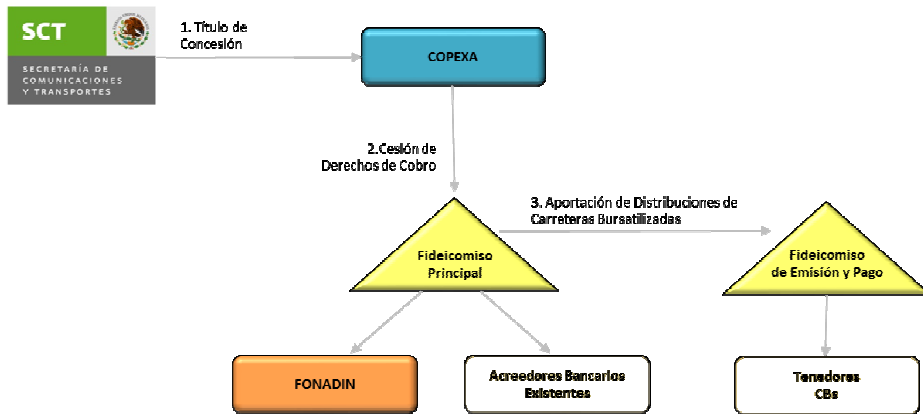 SCT
SECRETARÍA DE
COMUNICACIONES
Y TRANSPORTES
1. Título de
Concesión
COPEXA
2.Cesión de
Derechos de Cobro
Fideicomiso
Principal
3. Aportación de Distribuciones de
Carreteras Bursatilizadas
Fideicomiso
de Emisión y Pago
FONADIN
Acreedores Bancarios
Existentes
Tenedores
CBs